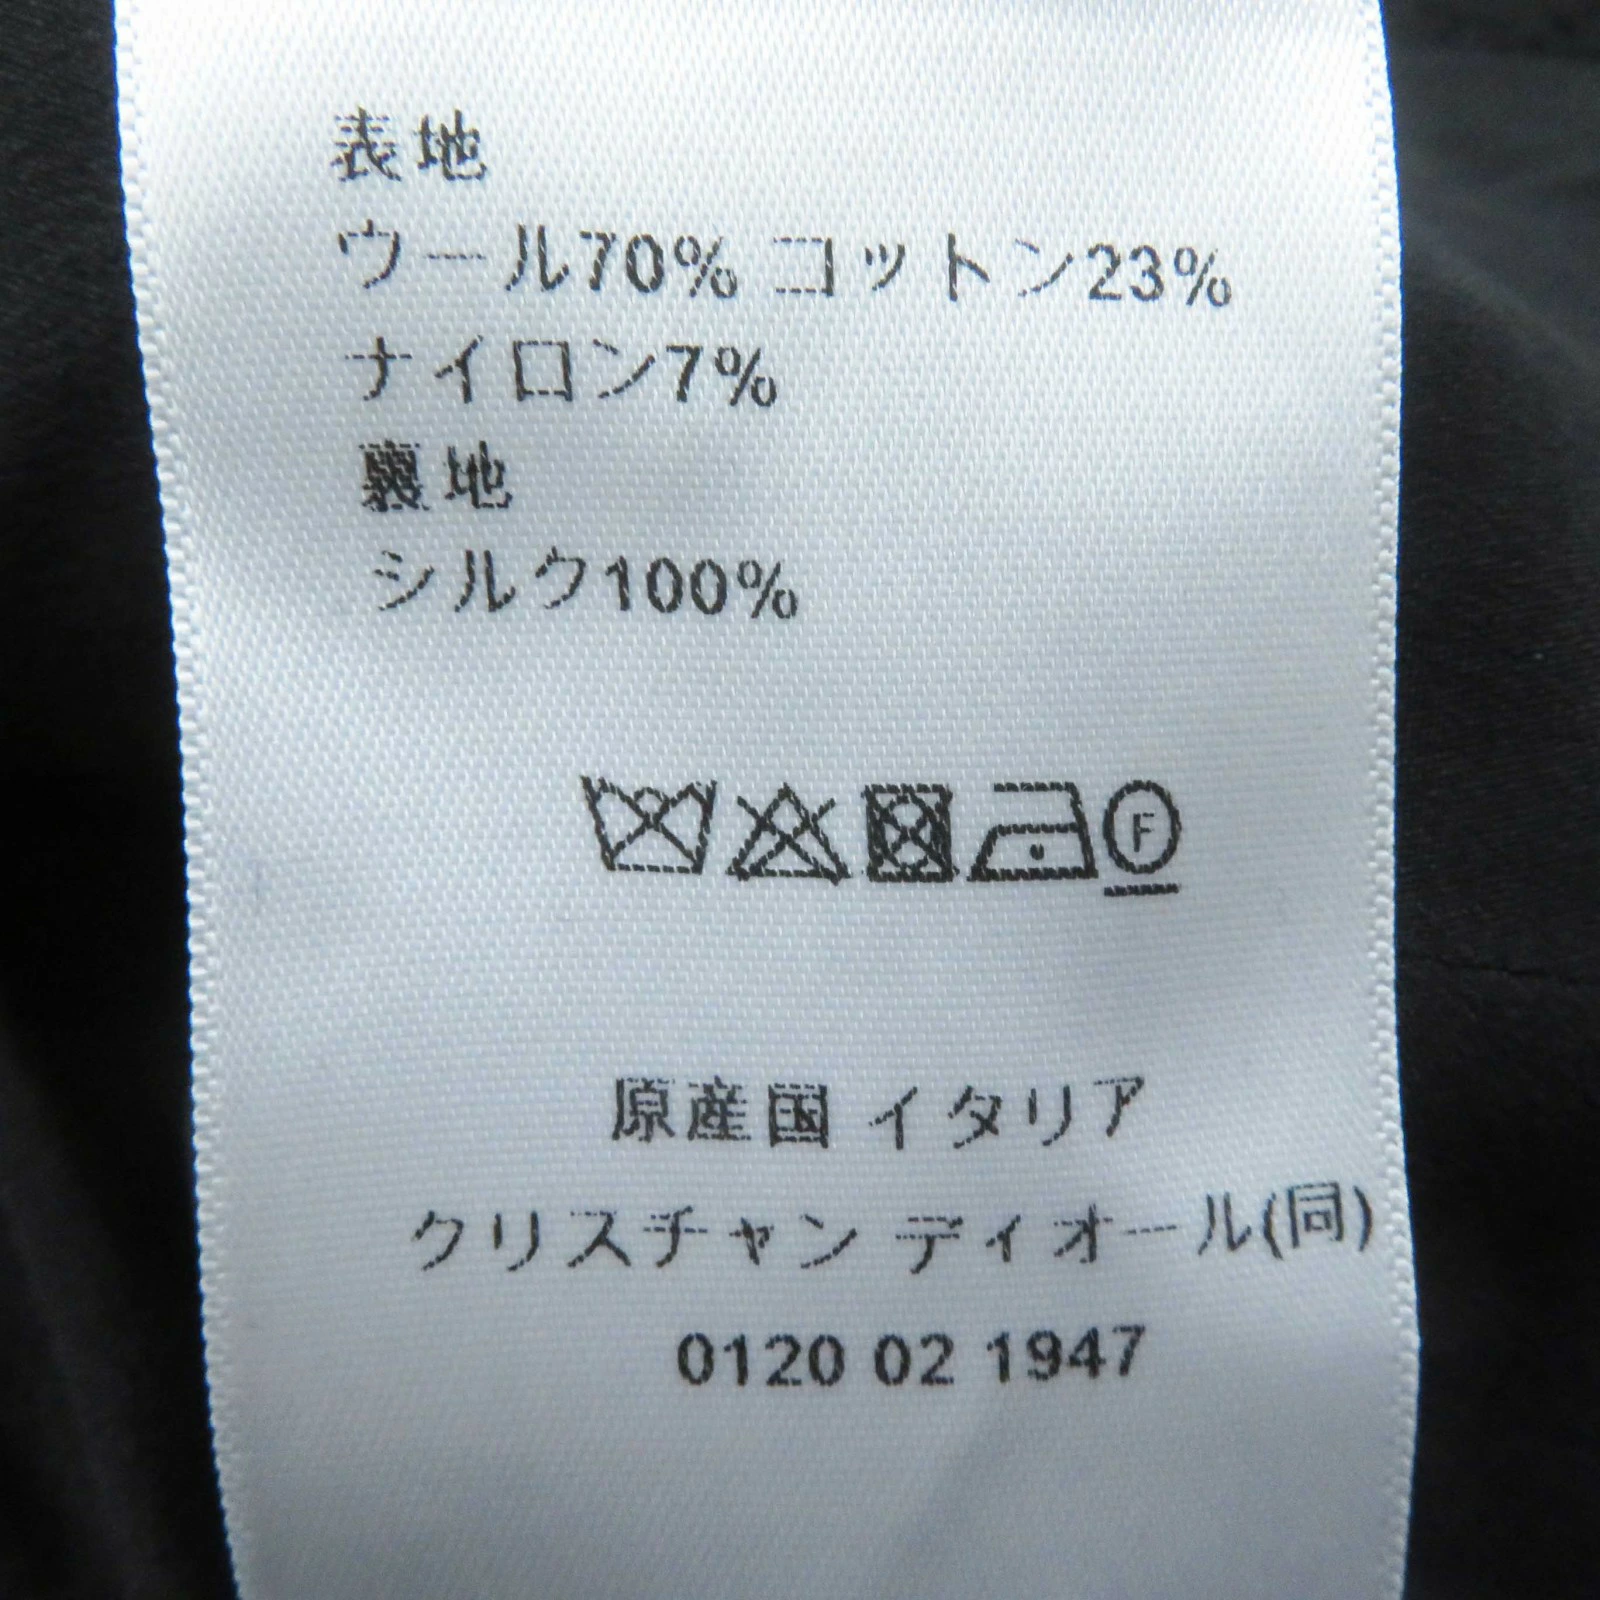 表地
ウール70% コットン23%
ナイロン7%
裏地
シルク100%
F
原産国 イタリア
クリスチャン ディオール(同)
0120 02 1947